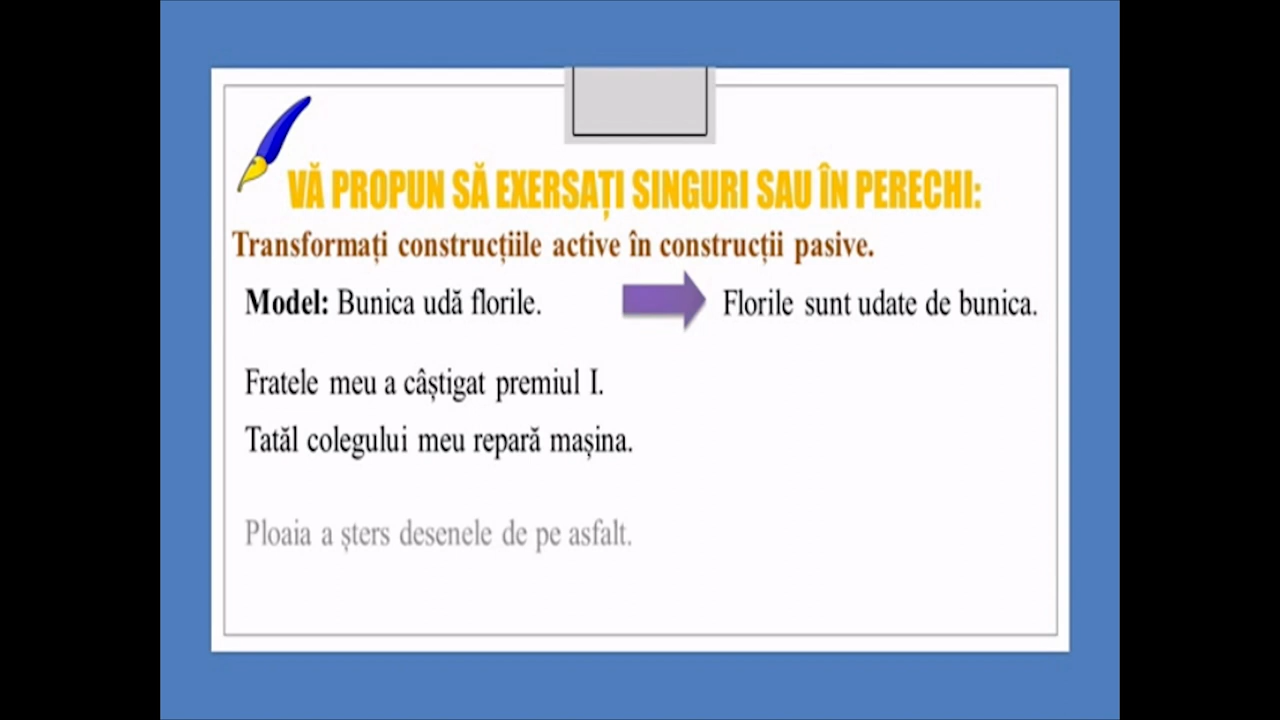 VĂ PROPUN SĂ EXERSAȚI SINGURI SAU ÎN PERECHI:
Transformați construcțiile active în construcții pasive.
Model: Bunica udă florile. Florile sunt udate de bunica.
Fratele meu a câștigat premiul I.
Tatăl colegului meu repară mașina.
Ploaia a șters desenele de pe asfalt.